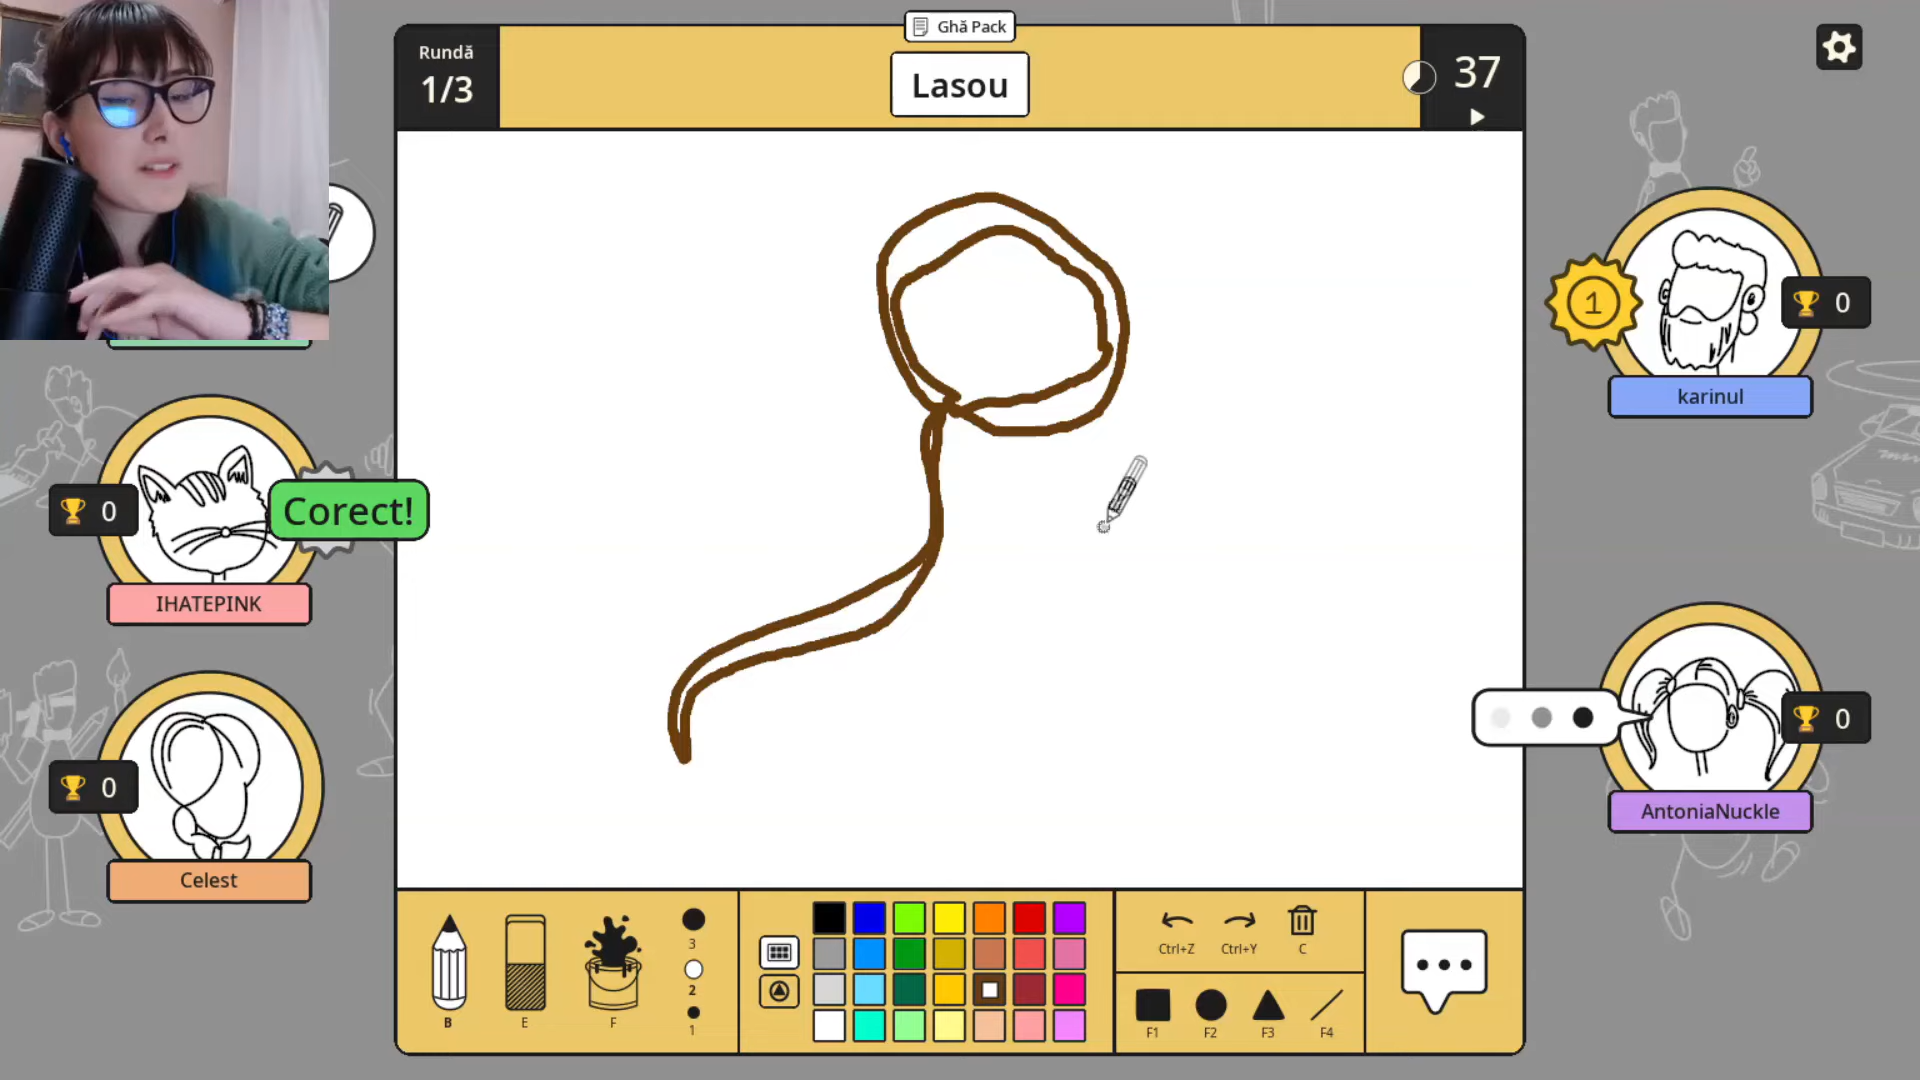 Ghă Pack
Rundă
1/3
Lasou
37
1
0
karinul
0
Corect!
IHATEPINK
0
AntoniaNuckle
0
Celest
B
E
F
3
2
1
Ctrl+Z
Ctrl+Y
C
F1
F2
F3
F4